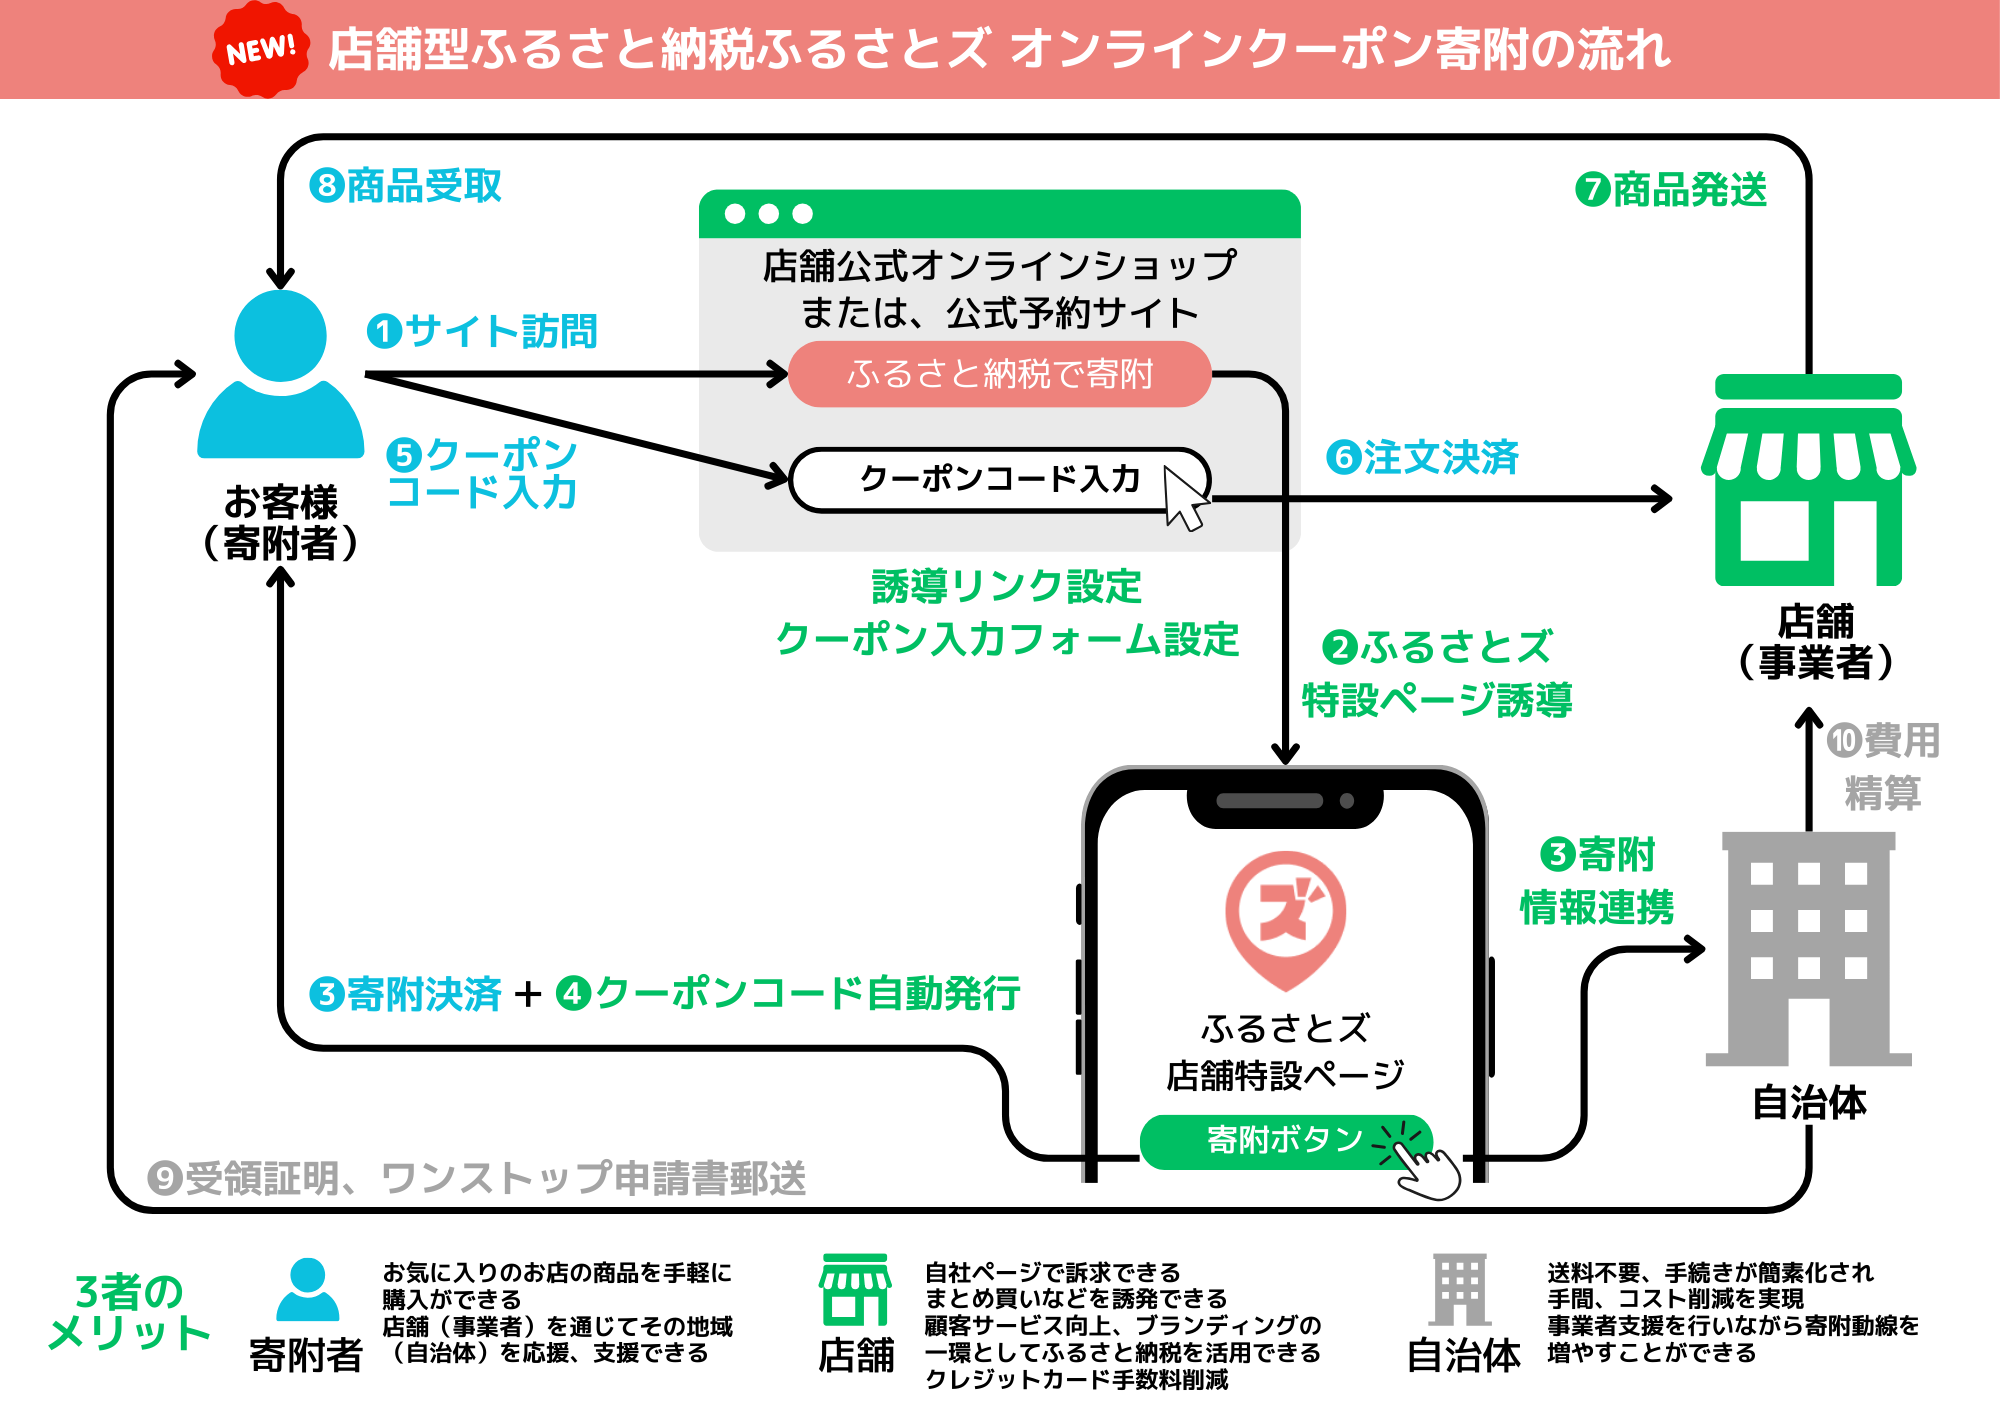 NEW!
店舗型ふるさと納税ふるさとズ オンラインクーポン寄附の流れ
❽商品受取
❼商品発送
店舗公式オンラインショップ
または、公式予約サイト
❶サイト訪問
ふるさと納税で寄附
❺クーポン
コード入力
クーポンコード入力
❻注文決済
お客様
（寄附者）
誘導リンク設定
クーポン入力フォーム設定
店舗
（事業者）
❷ふるさとズ
特設ページ誘導
❿費用
精算
❸寄附
情報連携
ズ
❸寄附決済 + ❹クーポンコード自動発行
ふるさとズ
店舗特設ページ
寄附ボタン
自治体
❾受領証明、ワンストップ申請書郵送
3者の
メリット
寄附者
お気に入りのお店の商品を手軽に
購入ができる
店舗（事業者）を通じてその地域
（自治体）を応援、支援できる
店舗
自社ページで訴求できる
まとめ買いなどを誘発できる
顧客サービス向上、ブランディングの
一環としてふるさと納税を活用できる
クレジットカード手数料削減
自治体
送料不要、手続きが簡素化され
手間、コスト削減を実現
事業者支援を行いながら寄附動線を
増やすことができる